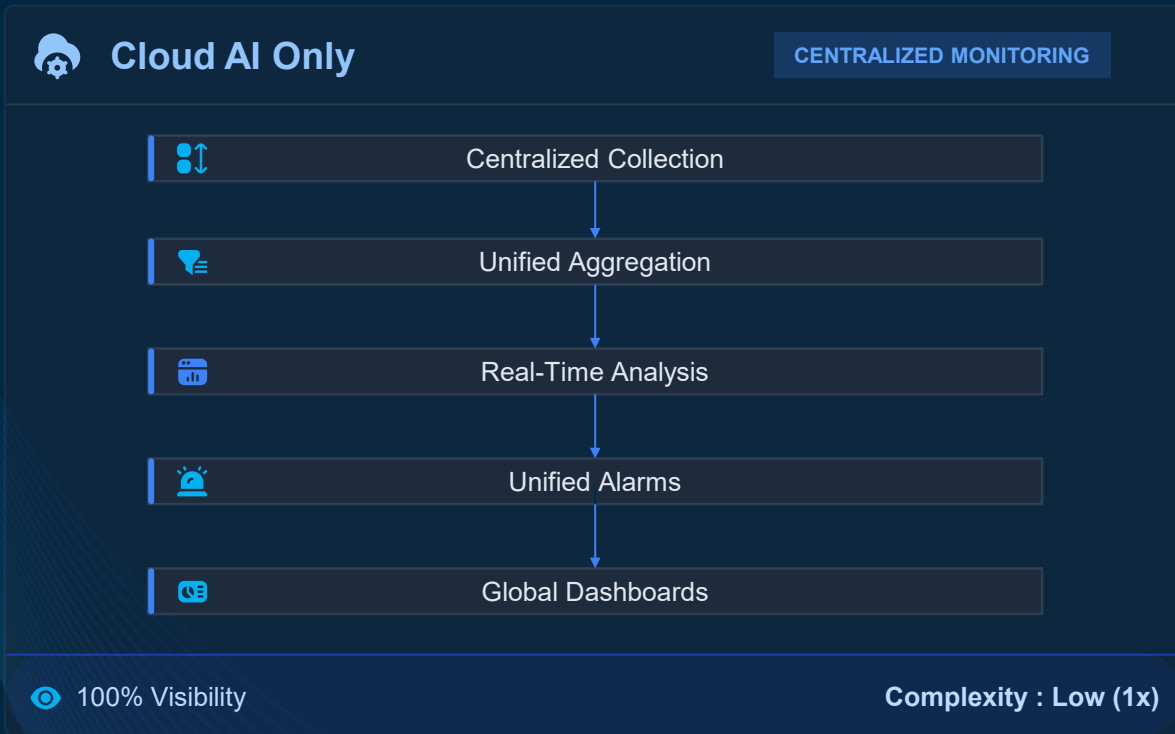 Cloud AI Only
CENTRALIZED MONITORING
Centralized Collection
Unified Aggregation
Real-Time Analysis
Unified Alarms
Global Dashboards
100% Visibility
Complexity : Low (1x)